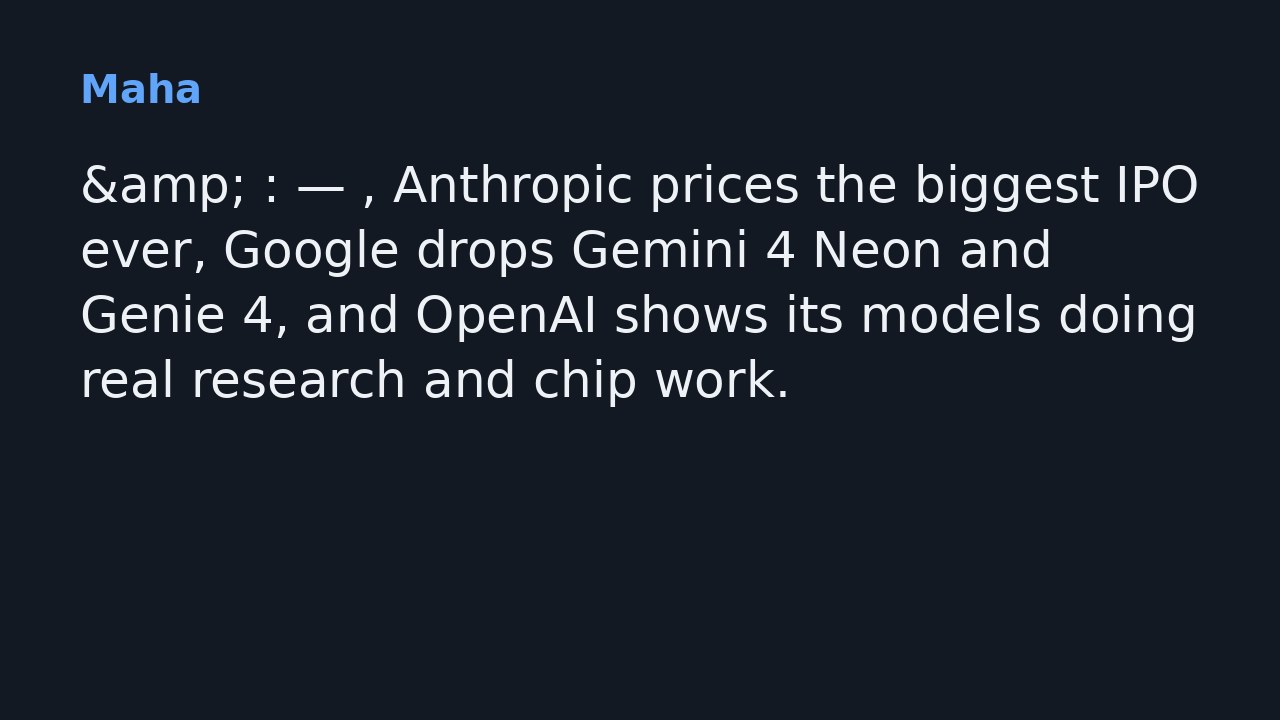 Maha
&amp; : — , Anthropic prices the biggest IPO
ever, Google drops Gemini 4 Neon and
Genie 4, and OpenAI shows its models doing
real research and chip work.